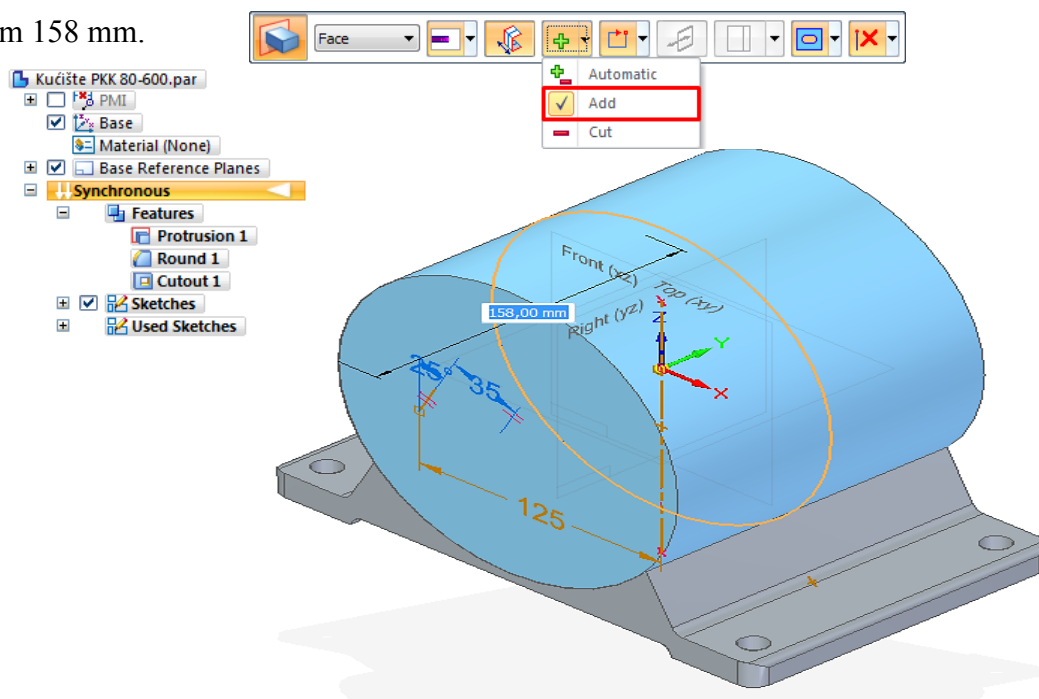 m 158 mm.
Face
Automatic
Add
Cut
Kućište PKK 80-600.par
PMI
Base
Material (None)
Base Reference Planes
Synchronous
Features
Protrusion 1
Round 1
Cutout 1
Sketches
Used Sketches
Front (xz)
Top (xy)
Right (yz)
158,00 mm
Z
Y
X
25
35
125